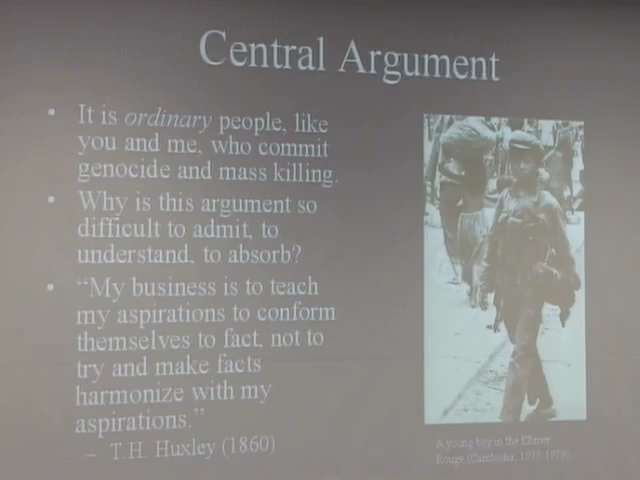 Central Argument
• It is ordinary people, like
you and me, who commit
genocide and mass killing.
• Why is this argument so
difficult to admit, to
understand, to absorb?
• “My business is to teach
my aspirations to conform
themselves to fact, not to
try and make facts
harmonize with my
aspirations.”
– T.H. Huxley (1860)
A young boy in the Khmer
Rouge (Cambodia,